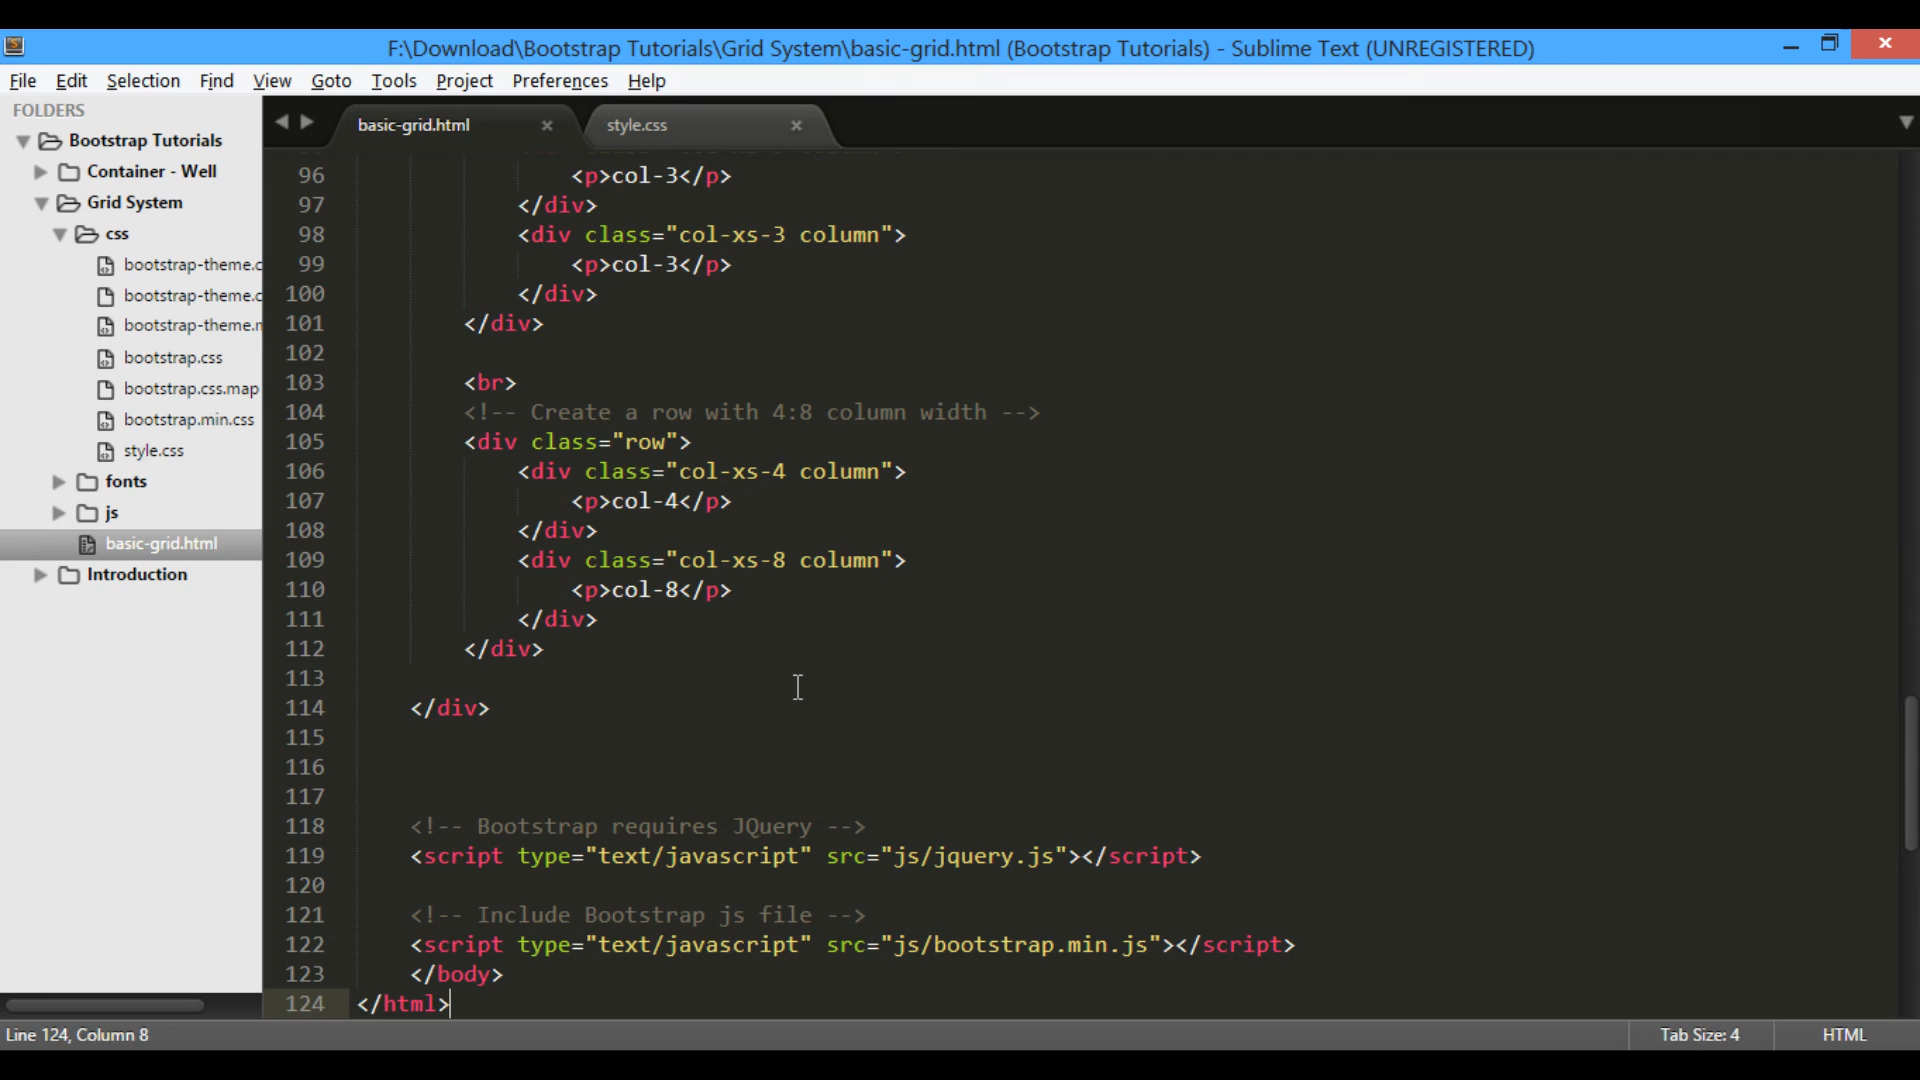 F:\Download\Bootstrap Tutorials\Grid System\basic-grid.html (Bootstrap Tutorials) - Sublime Text (UNREGISTERED)
File Edit Selection Find View Goto Tools Project Preferences Help
FOLDERS
Bootstrap Tutorials
Container - Well
Grid System
css
bootstrap-theme.c
bootstrap-theme.c
bootstrap-theme.m
bootstrap.css
bootstrap.css.map
bootstrap.min.css
style.css
fonts
js
basic-grid.html
Introduction
basic-grid.html style.css
96 <p>col-3</p>
97 </div>
98 <div class="col-xs-3 column">
99 <p>col-3</p>
100 </div>
101 </div>
102
103 <br>
104 <!-- Create a row with 4:8 column width -->
105 <div class="row">
106 <div class="col-xs-4 column">
107 <p>col-4</p>
108 </div>
109 <div class="col-xs-8 column">
110 <p>col-8</p>
111 </div>
112 </div>
113
114 </div>
115
116
117
118 <!-- Bootstrap requires JQuery -->
119 <script type="text/javascript" src="js/jquery.js"></script>
120
121 <!-- Include Bootstrap js file -->
122 <script type="text/javascript" src="js/bootstrap.min.js"></script>
123 </body>
124 </html>
Line 124, Column 8
Tab Size: 4
HTML